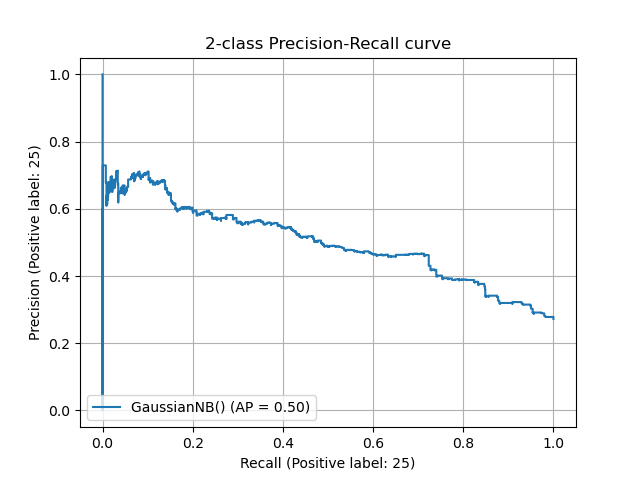 2-class Precision-Recall curve
Precision (Positive label: 25)
1.0
0.8
0.6
0.4
0.2
0.0
GaussianNB() (AP = 0.50)
0.0 0.2 0.4 0.6 0.8 1.0
Recall (Positive label: 25)